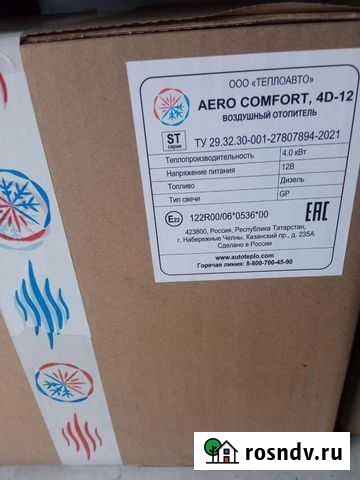 ООО «ТЕПЛОАВТО»
AERO COMFORT, 4D-12
ВОЗДУШНЫЙ ОТОПИТЕЛЬ
ST
серия
ТУ 29.32.30-001-27807894-2021
Теплопроизводительность 4.0 кВт
Напряжение питания 12В
Топливо Дизель
Тип свечи GP
E22 122R00/06*0536*00 EAC
423800, Россия, Республика Татарстан,
г. Набережные Челны, Казанский пр., д. 235А
Сделано в России
www.autoteplo.com
Горячая линия: 8-800-700-45-90
rosndv.ru